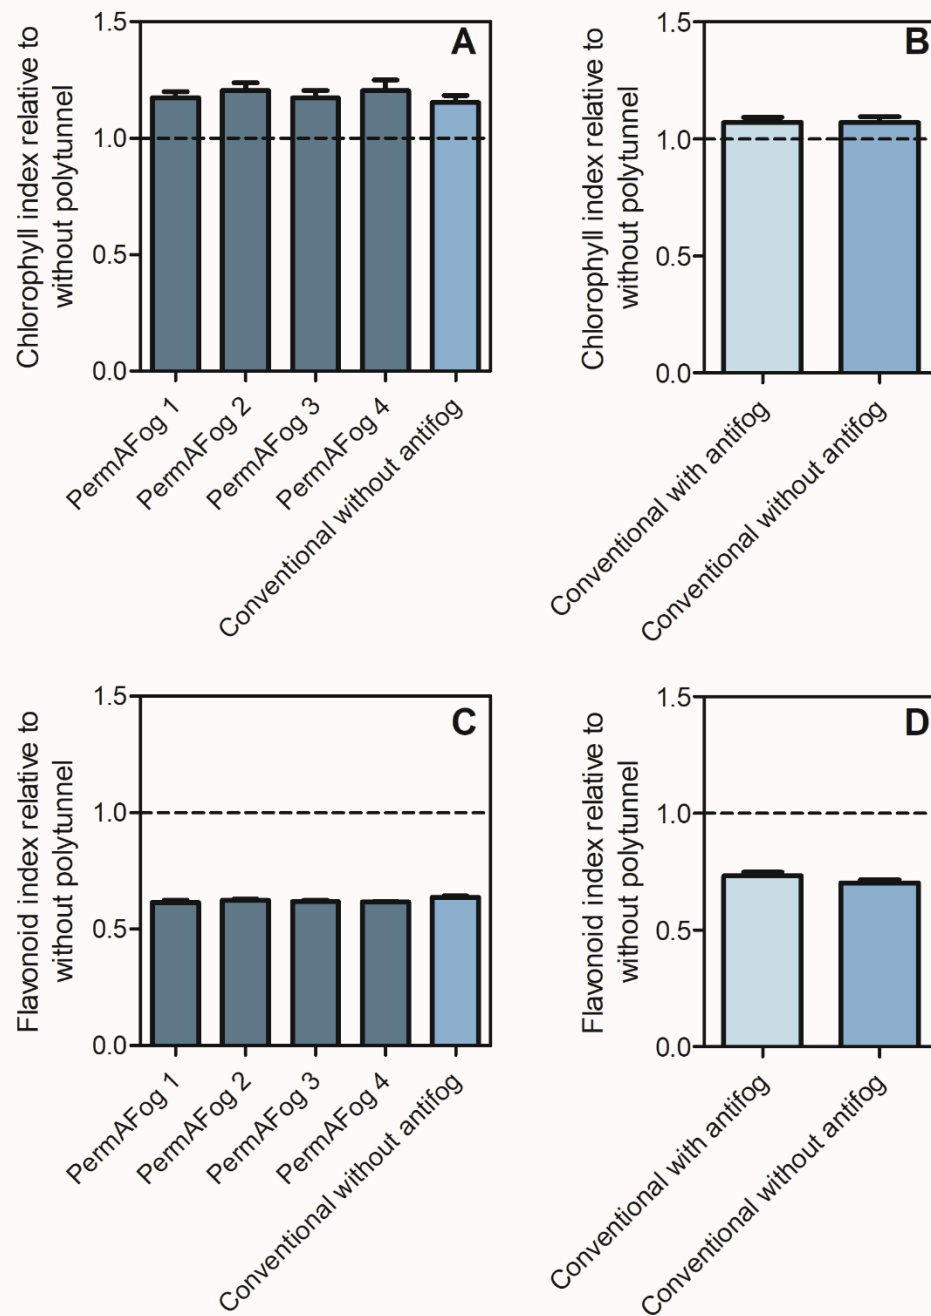 A
Chlorophyll index relative to
without polytunnel
1.5
1.0
0.5
0.0
PermAFog 1
PermAFog 2
PermAFog 3
PermAFog 4
Conventional without antifog
B
Chlorophyll index relative to
without polytunnel
1.5
1.0
0.5
0.0
Conventional with antifog
Conventional without antifog
C
Flavonoid index relative to
without polytunnel
1.5
1.0
0.5
0.0
PermAFog 1
PermAFog 2
PermAFog 3
PermAFog 4
Conventional without antifog
D
Flavonoid index relative to
without polytunnel
1.5
1.0
0.5
0.0
Conventional with antifog
Conventional without antifog